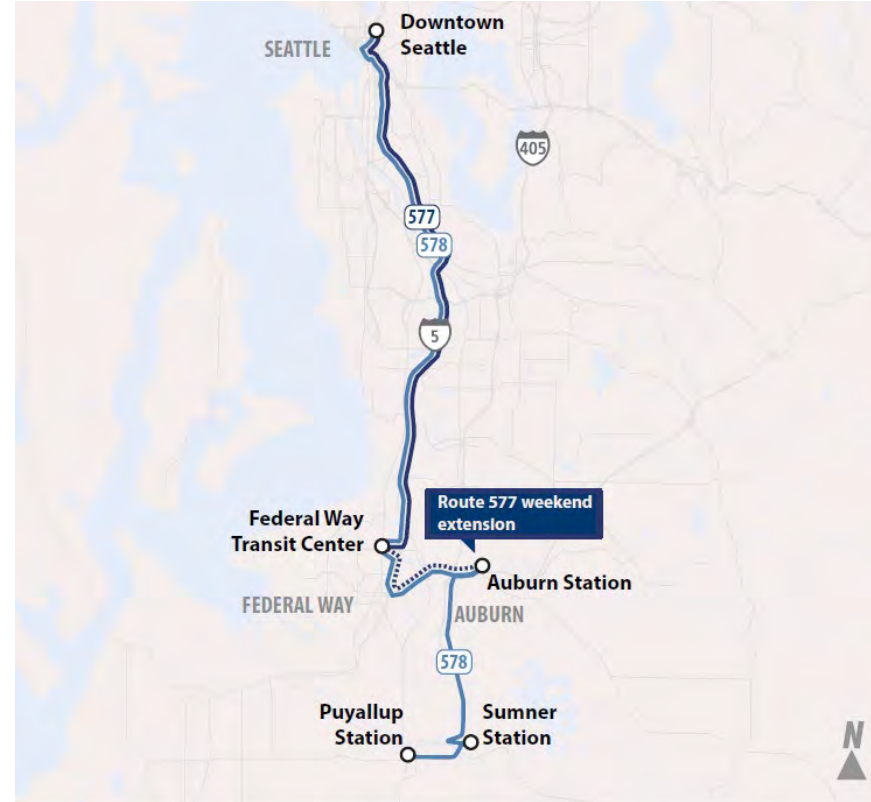 Downtown
Seattle
SEATTLE
405
577
578
5
Route 577 weekend
extension
Federal Way
Transit Center
Auburn Station
FEDERAL WAY
AUBURN
578
Puyallup
Station
Sumner
Station
N